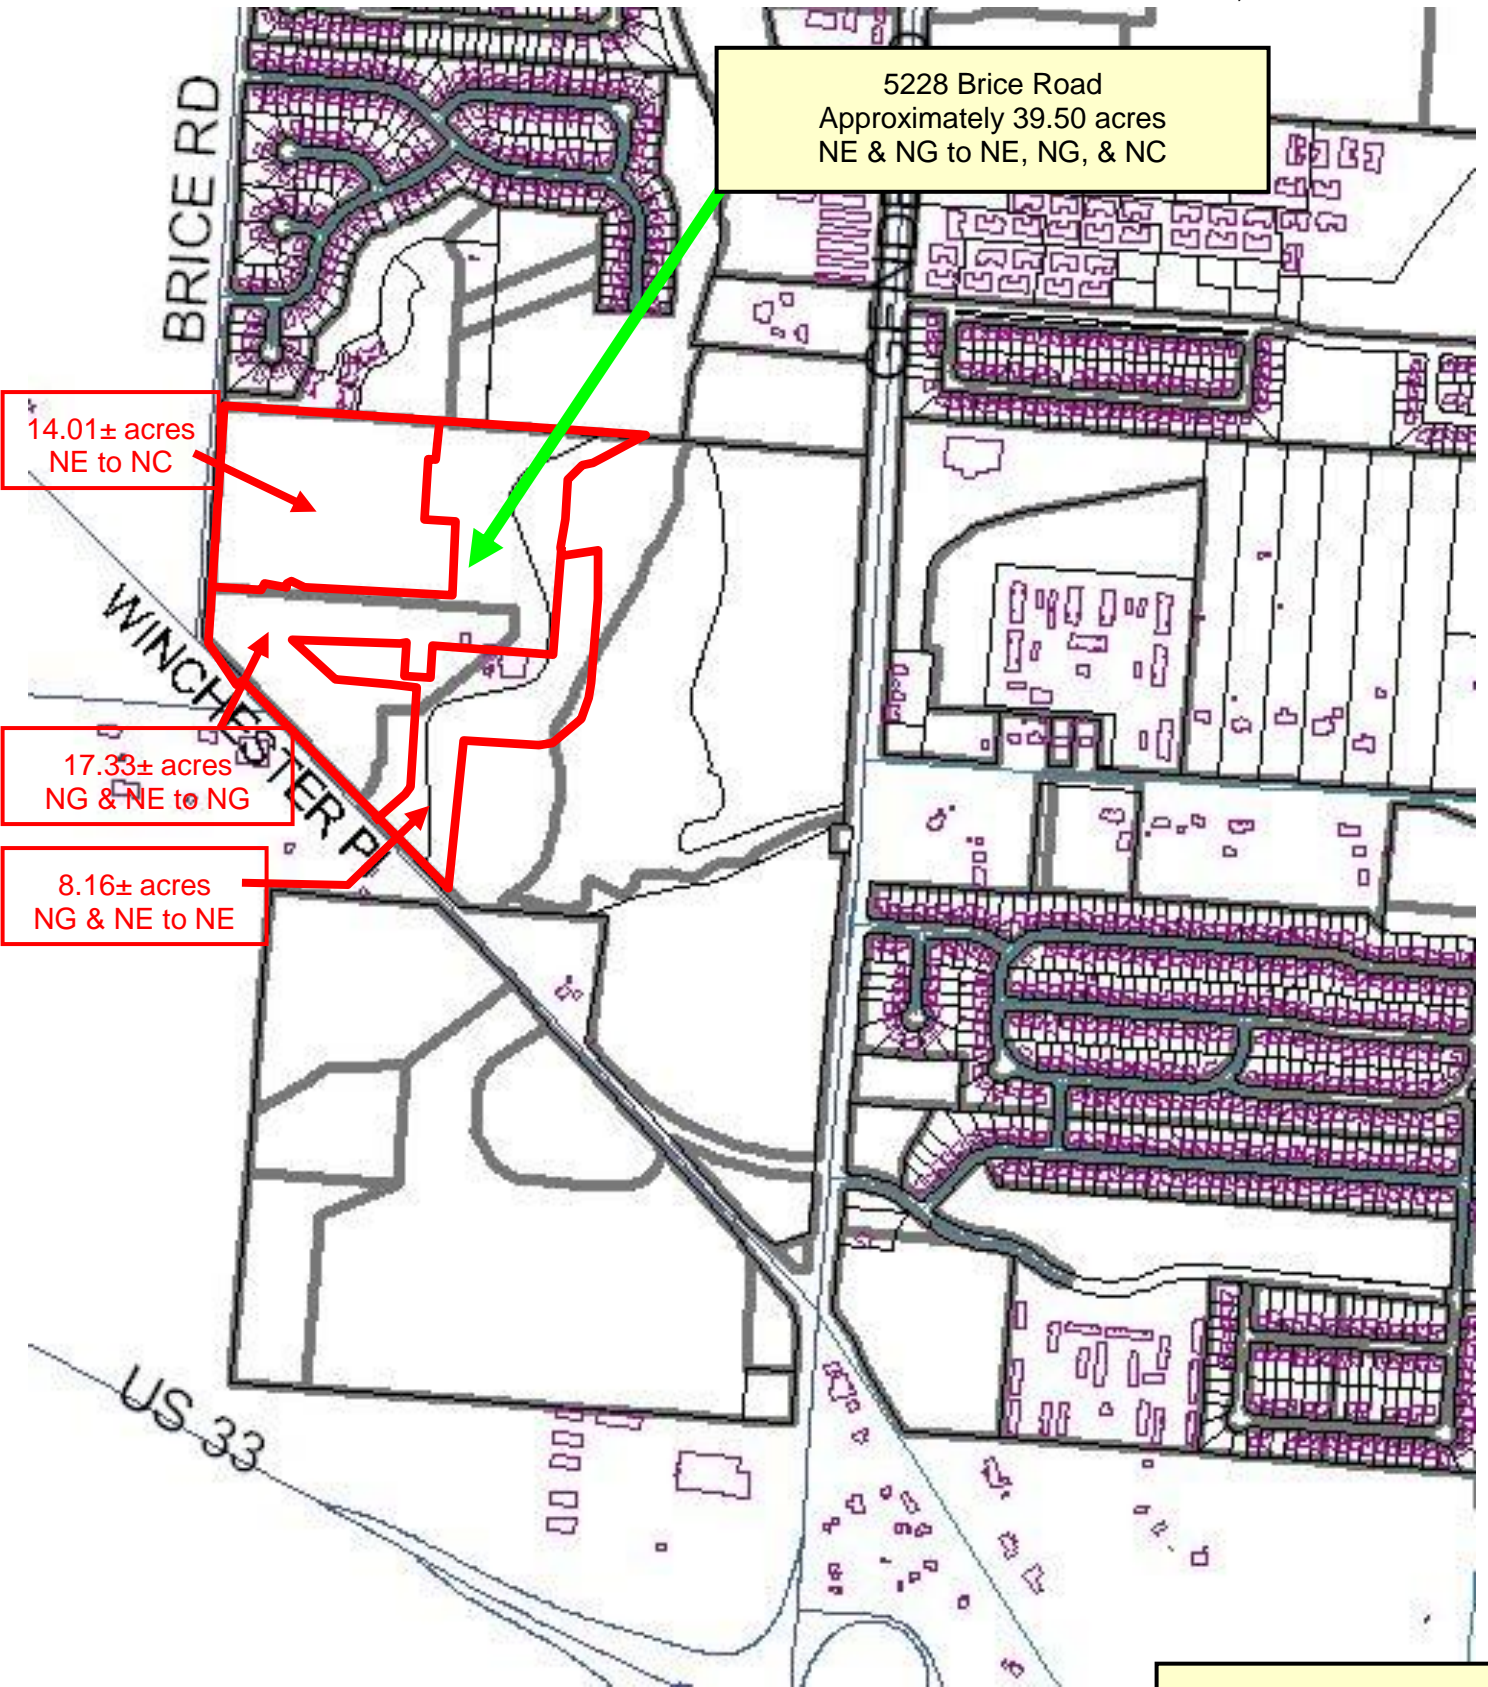 5228 Brice Road
Approximately 39.50 acres
NE & NG to NE, NG, & NC
BRICE RD
14.01± acres
NE to NC
WINCHESTER PI
17.33± acres
NG & NE to NG
8.16± acres
NG & NE to NE
US 33